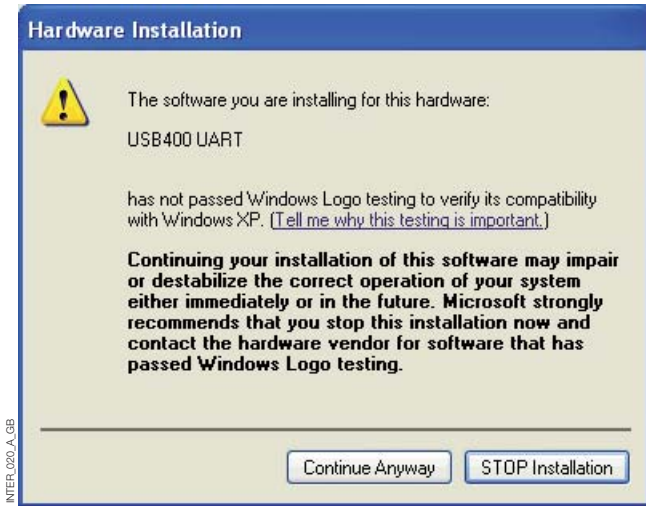 Hardware Installation
The software you are installing for this hardware:
USB400 UART
has not passed Windows Logo testing to verify its compatibility
with Windows XP. (Tell me why this testing is important.)
Continuing your installation of this software may impair
or destabilize the correct operation of your system
either immediately or in the future. Microsoft strongly
recommends that you stop this installation now and
contact the hardware vendor for software that has
passed Windows Logo testing.
Continue Anyway
STOP Installation
INTER_020_A_GB